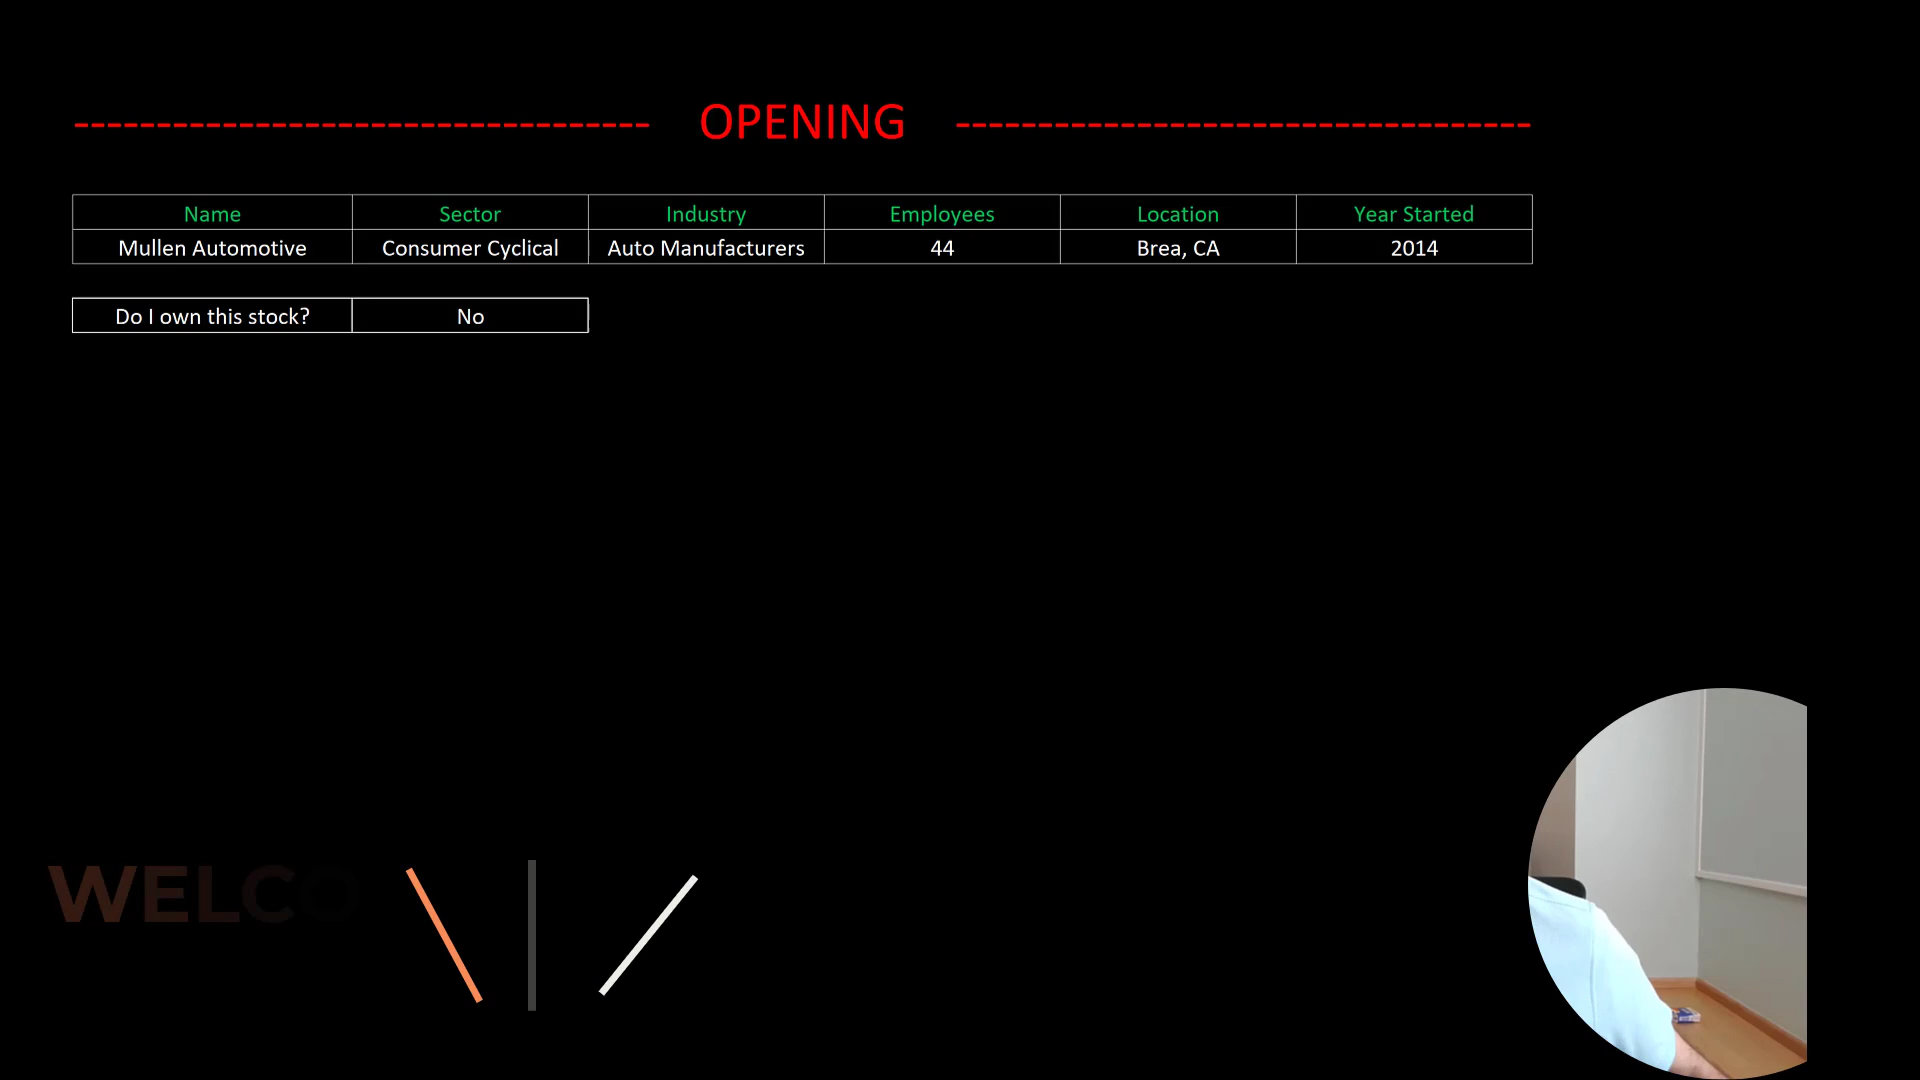 --------------------------------- OPENING ---------------------------------
Name Sector Industry Employees Location Year Started
Mullen Automotive Consumer Cyclical Auto Manufacturers 44 Brea, CA 2014
Do I own this stock? No
WELCO